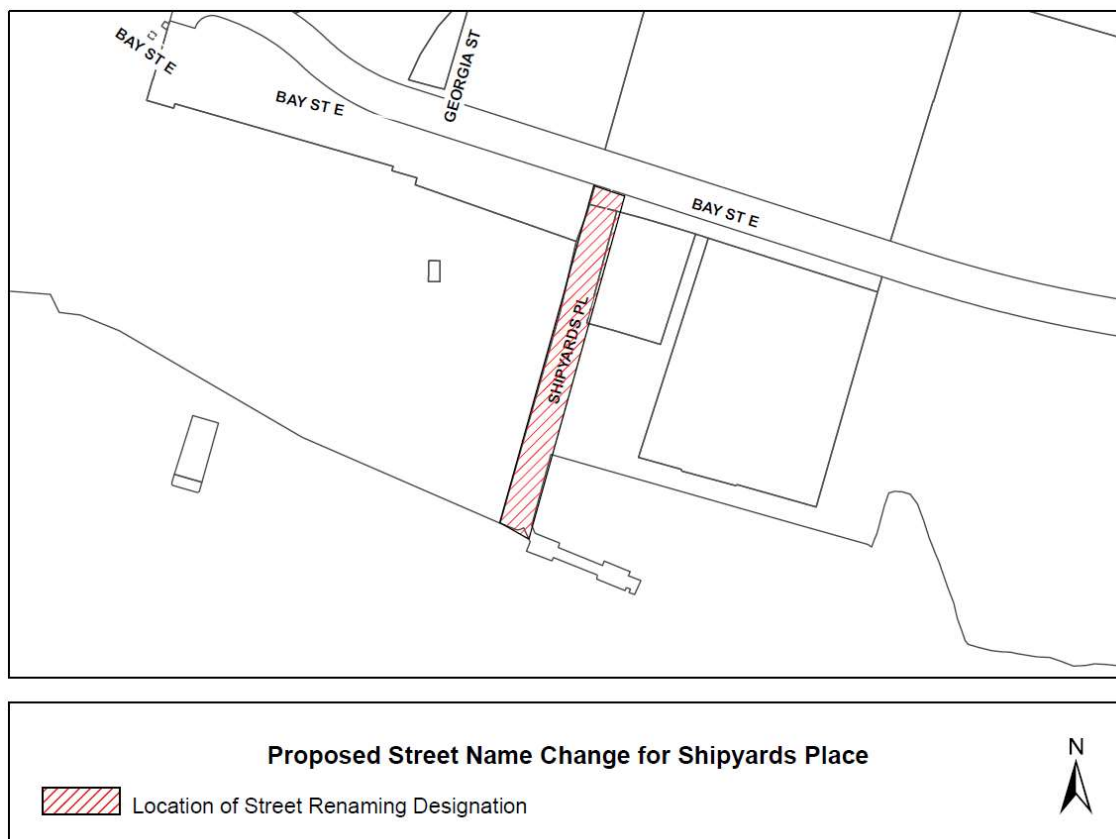 BAY ST E
BAY ST E
GEORGIA ST
BAY ST E
SHIPYARDS PL
Proposed Street Name Change for Shipyards Place
N
Location of Street Renaming Designation